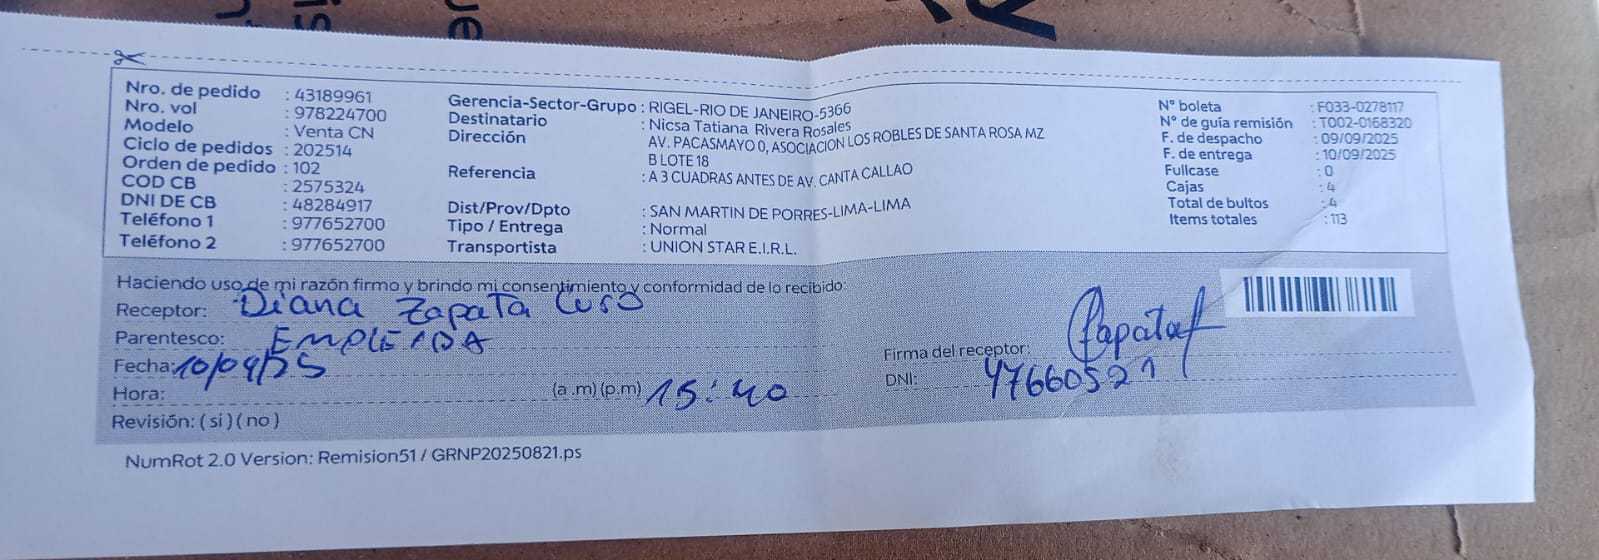 Nro. de pedido : 43189961
Nro. vol : 978224700
Modelo : Venta CN
Ciclo de pedidos : 202514
Orden de pedido : 102
COD CB : 2575324
DNI DE CB : 48284917
Teléfono 1 : 977652700
Teléfono 2 : 977652700
Gerencia-Sector-Grupo : RIGEL-RIO DE JANEIRO-5366
Destinatario : Nicsa Tatiana Rivera Rosales
Dirección : AV. PACASMAYO 0, ASOCIACION LOS ROBLES DE SANTA ROSA MZ
B LOTE 18
Referencia : A 3 CUADRAS ANTES DE AV. CANTA CALLAO
Dist/Prov/Dpto : SAN MARTIN DE PORRES-LIMA-LIMA
Tipo / Entrega : Normal
Transportista : UNION STAR E.I.R.L.
N° boleta : F033-0278117
N° de guía remisión : T002-0168320
F. de despacho : 09/09/2025
F. de entrega : 10/09/2025
Fullcase : 0
Cajas : 4
Total de bultos : 4
Items totales : 113
Haciendo uso de mi razón firmo y brindo mi consentimiento y conformidad de lo recibido:
Receptor: Diana Zapata
Parentesco: EMPLEADA
Fecha: 10/09/25
Hora: (a.m)(p.m) 15:40
Revisión: ( si ) ( no )
Firma del receptor: Zapata
DNI: 47660521
NumRot 2.0 Version: Remision51 / GRNP20250821.ps